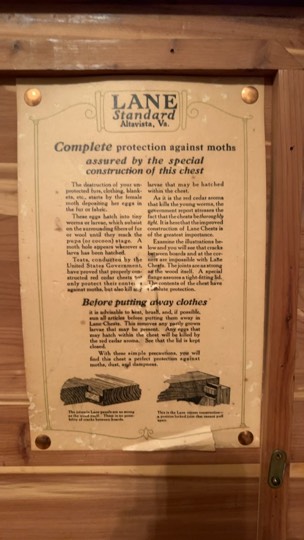 LANE
Standard
Altavista, Va.
Complete protection against moths
assured by the special
construction of this chest
The destruction of your un-
protected furs, clothing, blank-
ets, etc., starts by the female
moth depositing her eggs in
the fur or fabric.
These eggs hatch into tiny
worms or larvae, which subsist
on the surrounding fibres of fur
or wool until they reach the
pupa (or cocoon) stage. A
moth hole appears wherever a
larva has been hatched.
Tests, conducted by the
United States Government,
have proved that properly con-
structed red cedar chests
only protect their contents
against moths, but also kill
larvae that may be hatched
within the chest.
As it is the red cedar aroma
that kills the young worms, the
government report stresses the
fact that the chests be thoroughly
tight. It is here that the improved
construction of Lane Chests is
of the greatest importance.
Examine the illustrations be-
low and you will see that cracks
between boards and at the cor-
ners are impossible with Lane
Chests. The joints are as strong
as the wood itself. A special
flange assures a tight-fitting lid.
The contents of the chest have
absolute protection.
Before putting away clothes
it is advisable to beat, brush, and, if possible,
sun all articles before putting them away in
Lane Chests. This removes any partly grown
larvae that may be present. Any eggs that
may hatch within the chest will be killed by
the red cedar aroma. See that the lid is kept
closed.
With these simple precautions, you will
find this chest a perfect protection against
moths, dust, and dampness.